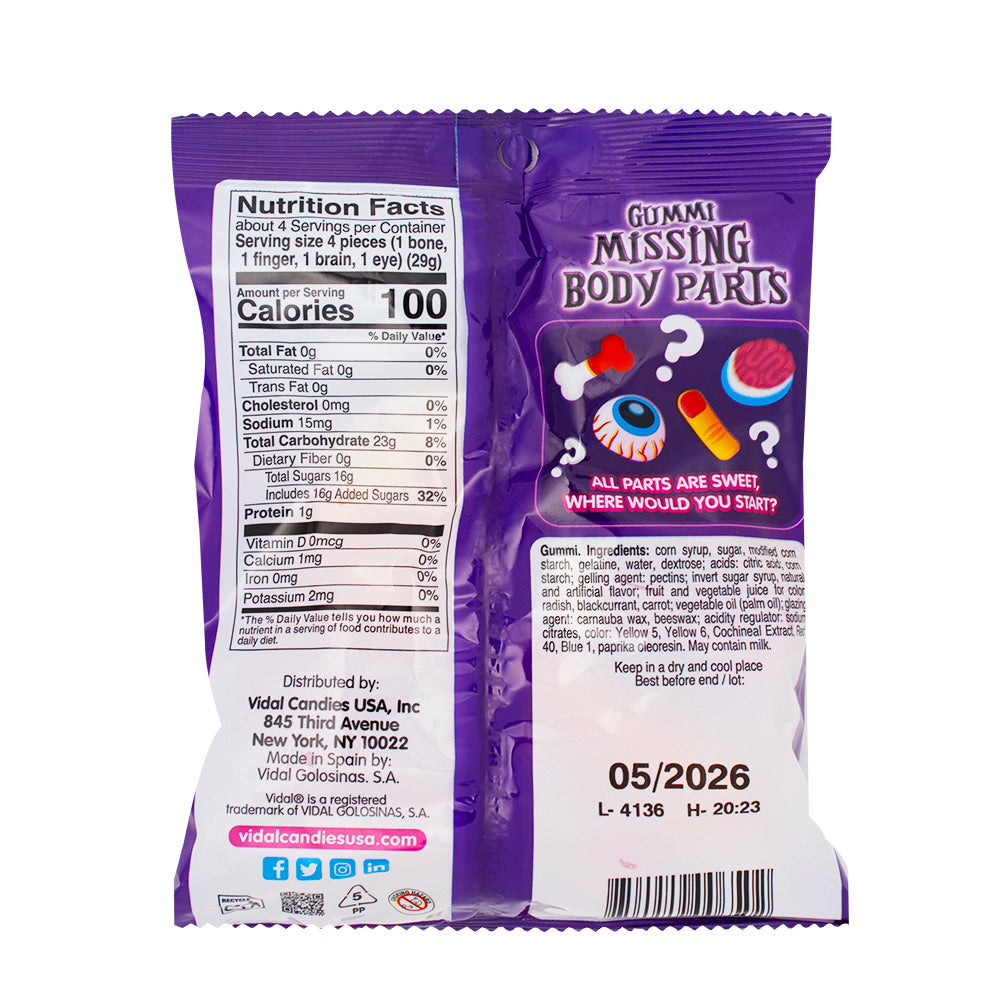 Nutrition Facts
about 4 Servings per Container
Serving size 4 pieces (1 bone,
1 finger, 1 brain, 1 eye) (29g)
Amount per Serving
Calories 100
% Daily Value*
Total Fat 0g 0%
Saturated Fat 0g 0%
Trans Fat 0g
Cholesterol 0mg 0%
Sodium 15mg 1%
Total Carbohydrate 23g 8%
Dietary Fiber 0g 0%
Total Sugars 16g
Includes 16g Added Sugars 32%
Protein 1g
Vitamin D 0mcg 0%
Calcium 1mg 0%
Iron 0mg 0%
Potassium 2mg 0%
*The % Daily Value tells you how much a
nutrient in a serving of food contributes to a
daily diet.
Distributed by:
Vidal Candies USA, Inc
845 Third Avenue
New York, NY 10022
Made in Spain by:
Vidal Golosinas. S.A.
Vidal® is a registered
trademark of VIDAL GOLOSINAS, S.A.
vidalcandiesusa.com
RECYCLE
5
PP
GUMMI
MISSING
BODY PARTS
ALL PARTS ARE SWEET,
WHERE WOULD YOU START?
Gummi. Ingredients: corn syrup, sugar, modified corn
starch, gelatine, water, dextrose; acids: citric acid; corn
starch; gelling agent: pectins; invert sugar syrup, natural
and artificial flavor; fruit and vegetable juice for color
radish, blackcurrant, carrot; vegetable oil (palm oil); glazing
agent: carnauba wax, beeswax; acidity regulator: sodium
citrates, color: Yellow 5, Yellow 6, Cochineal Extract, Red
40, Blue 1, paprika oleoresin. May contain milk.
Keep in a dry and cool place
Best before end / lot:
05/2026
L- 4136 H- 20:23